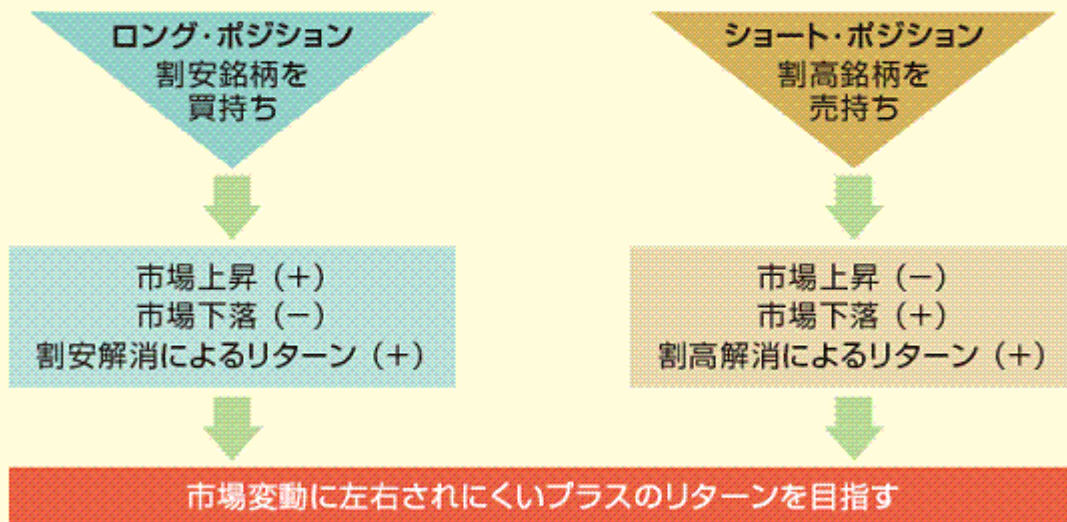 ロング・ポジション
割安銘柄を
買持ち
ショート・ポジション
割高銘柄を
売持ち
市場上昇（＋）
市場下落（－）
割安解消によるリターン（＋）
市場上昇（－）
市場下落（＋）
割高解消によるリターン（＋）
市場変動に左右されにくいプラスのリターンを目指す